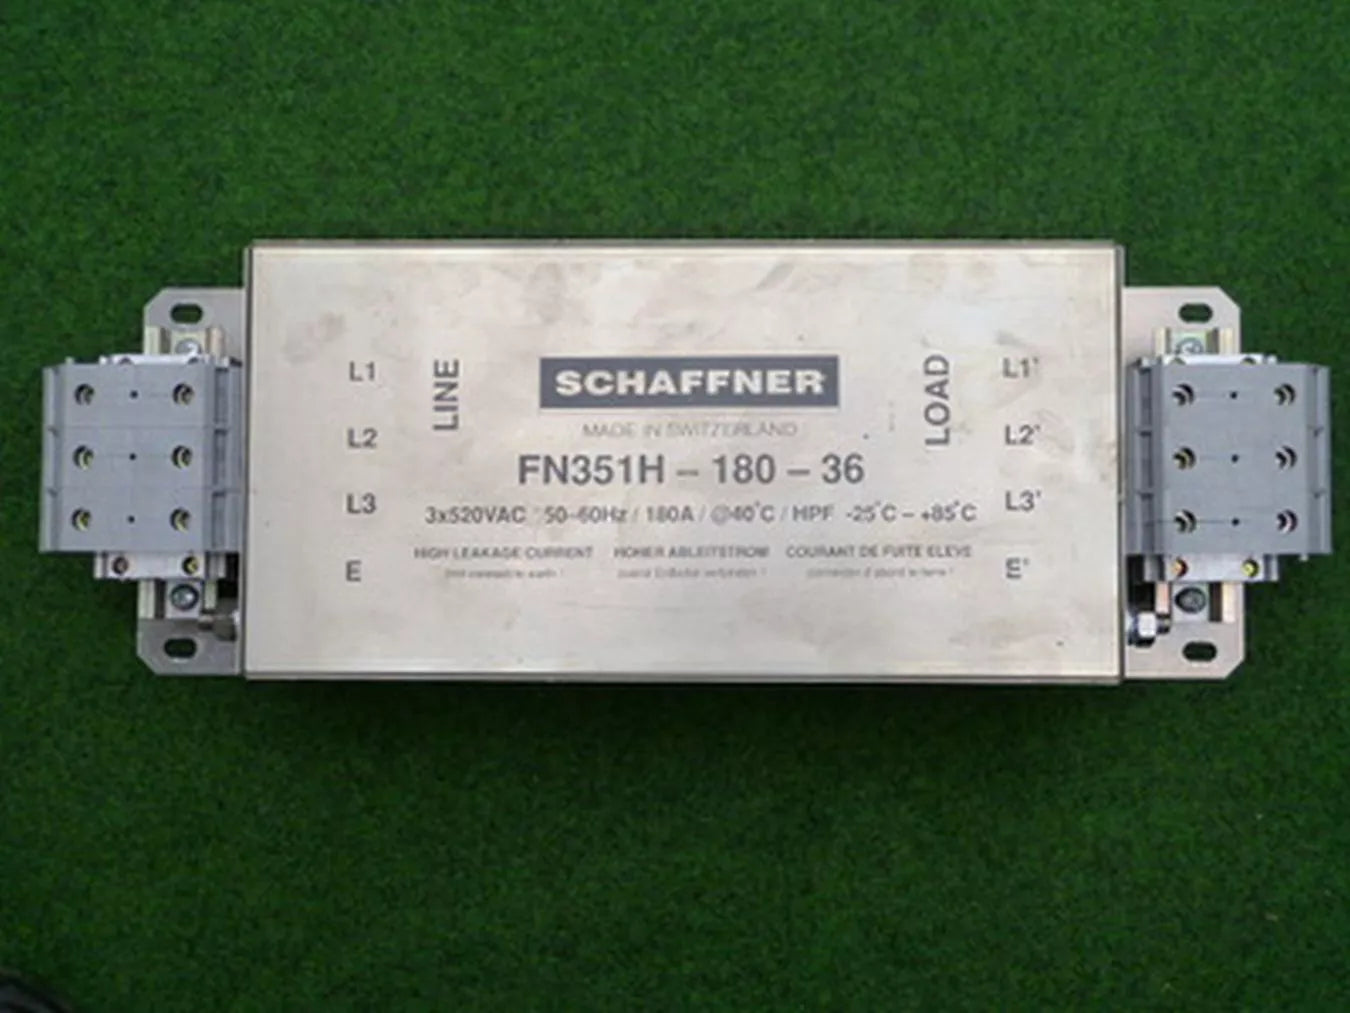 SCHAFFNER
MADE IN SWITZERLAND
FN351H – 180 – 36
3x520VAC 50–60Hz / 180A / @40°C / HPF -25°C – +85°C
HIGH LEAKAGE CURRENT HOHER ABLEITSTROM COURANT DE FUITE ELEVE
LINE
L1
L2
L3
E
LOAD
L1'
L2'
L3'
E'